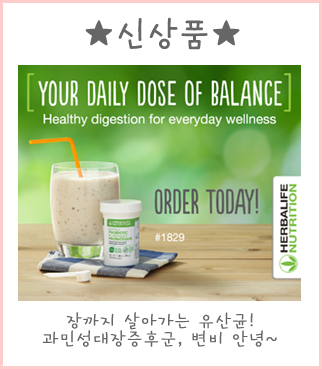 ★신상품★
[YOUR DAILY DOSE OF BALANCE]
Healthy digestion for everyday wellness
ORDER TODAY!
#1829
HERBALIFE
NUTRITION
장까지 살아가는 유산균!
과민성대장증후군, 변비 안녕~